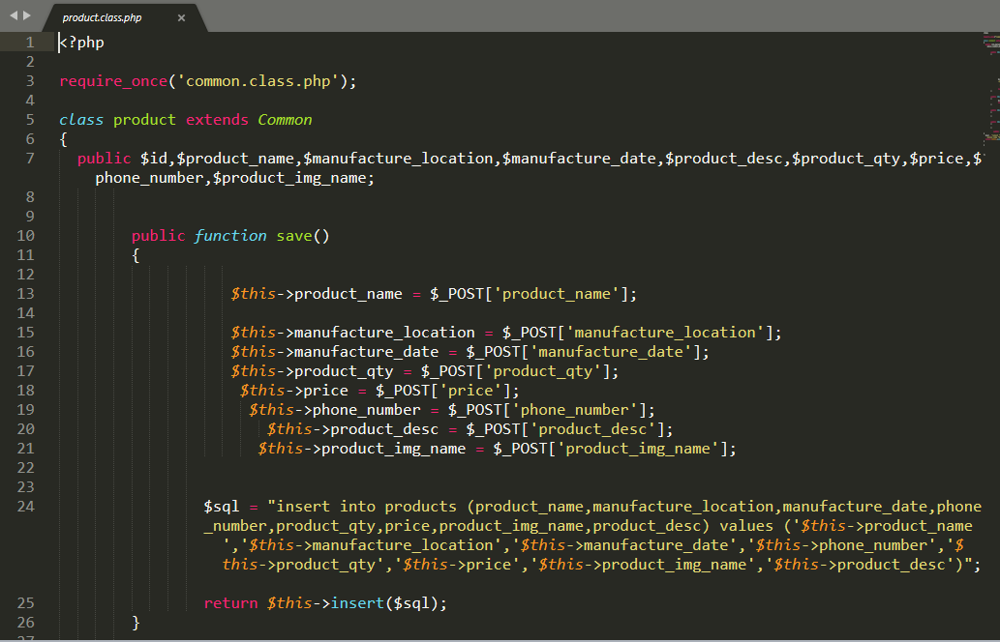 product.class.php ×
1 <?php
2
3 require_once('common.class.php');
4
5 class product extends Common
6 {
7 public $id,$product_name,$manufacture_location,$manufacture_date,$product_desc,$product_qty,$price,$
phone_number,$product_img_name;
8
9
10 public function save()
11 {
12
13 $this->product_name = $_POST['product_name'];
14
15 $this->manufacture_location = $_POST['manufacture_location'];
16 $this->manufacture_date = $_POST['manufacture_date'];
17 $this->product_qty = $_POST['product_qty'];
18 $this->price = $_POST['price'];
19 $this->phone_number = $_POST['phone_number'];
20 $this->product_desc = $_POST['product_desc'];
21 $this->product_img_name = $_POST['product_img_name'];
22
23
24 $sql = "insert into products (product_name,manufacture_location,manufacture_date,phone
_number,product_qty,price,product_img_name,product_desc) values ('$this->product_name
','$this->manufacture_location','$this->manufacture_date','$this->phone_number','$
this->product_qty','$this->price','$this->product_img_name','$this->product_desc')";
25 return $this->insert($sql);
26 }
27